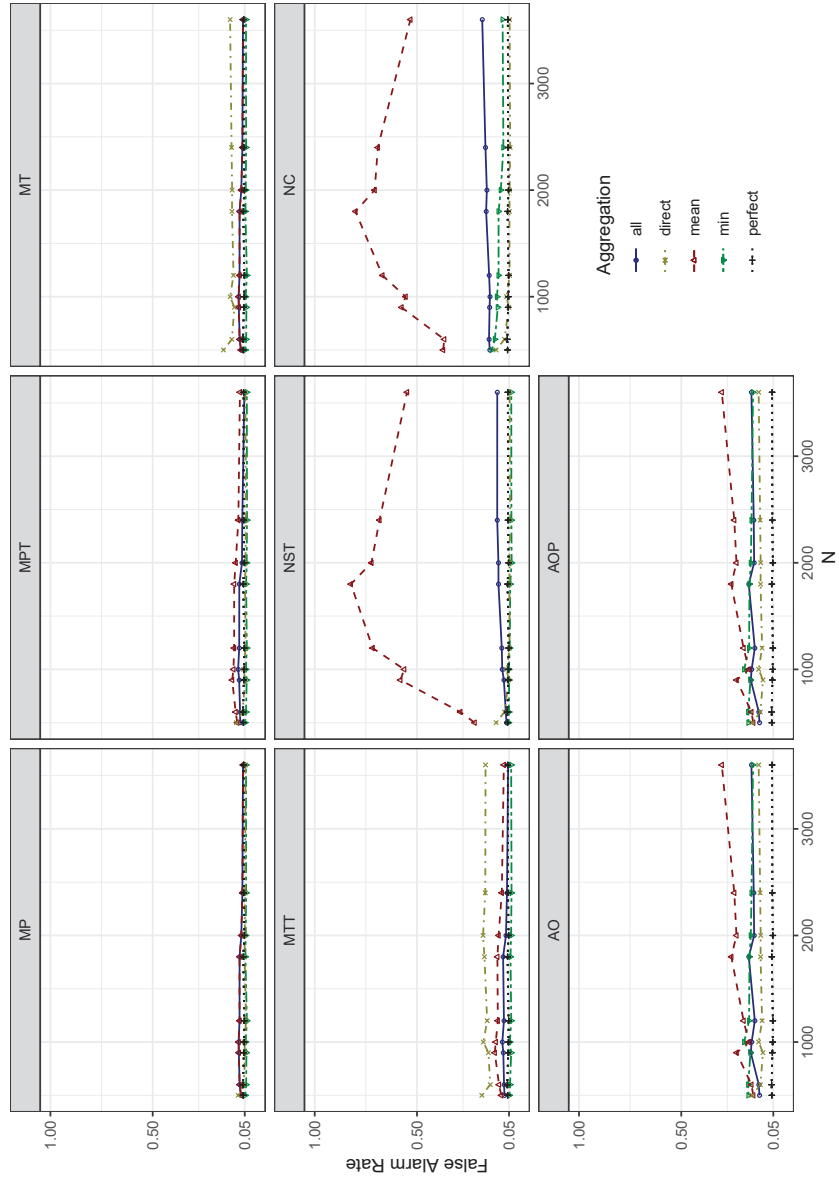 MP
MPT
MT
MTT
NST
NC
AO
AOP
1.00
0.50
0.05
1.00
0.50
0.05
1.00
0.50
0.05
False Alarm Rate
1000
2000
3000
1000
2000
3000
1000
2000
3000
N
Aggregation
all
direct
mean
min
perfect